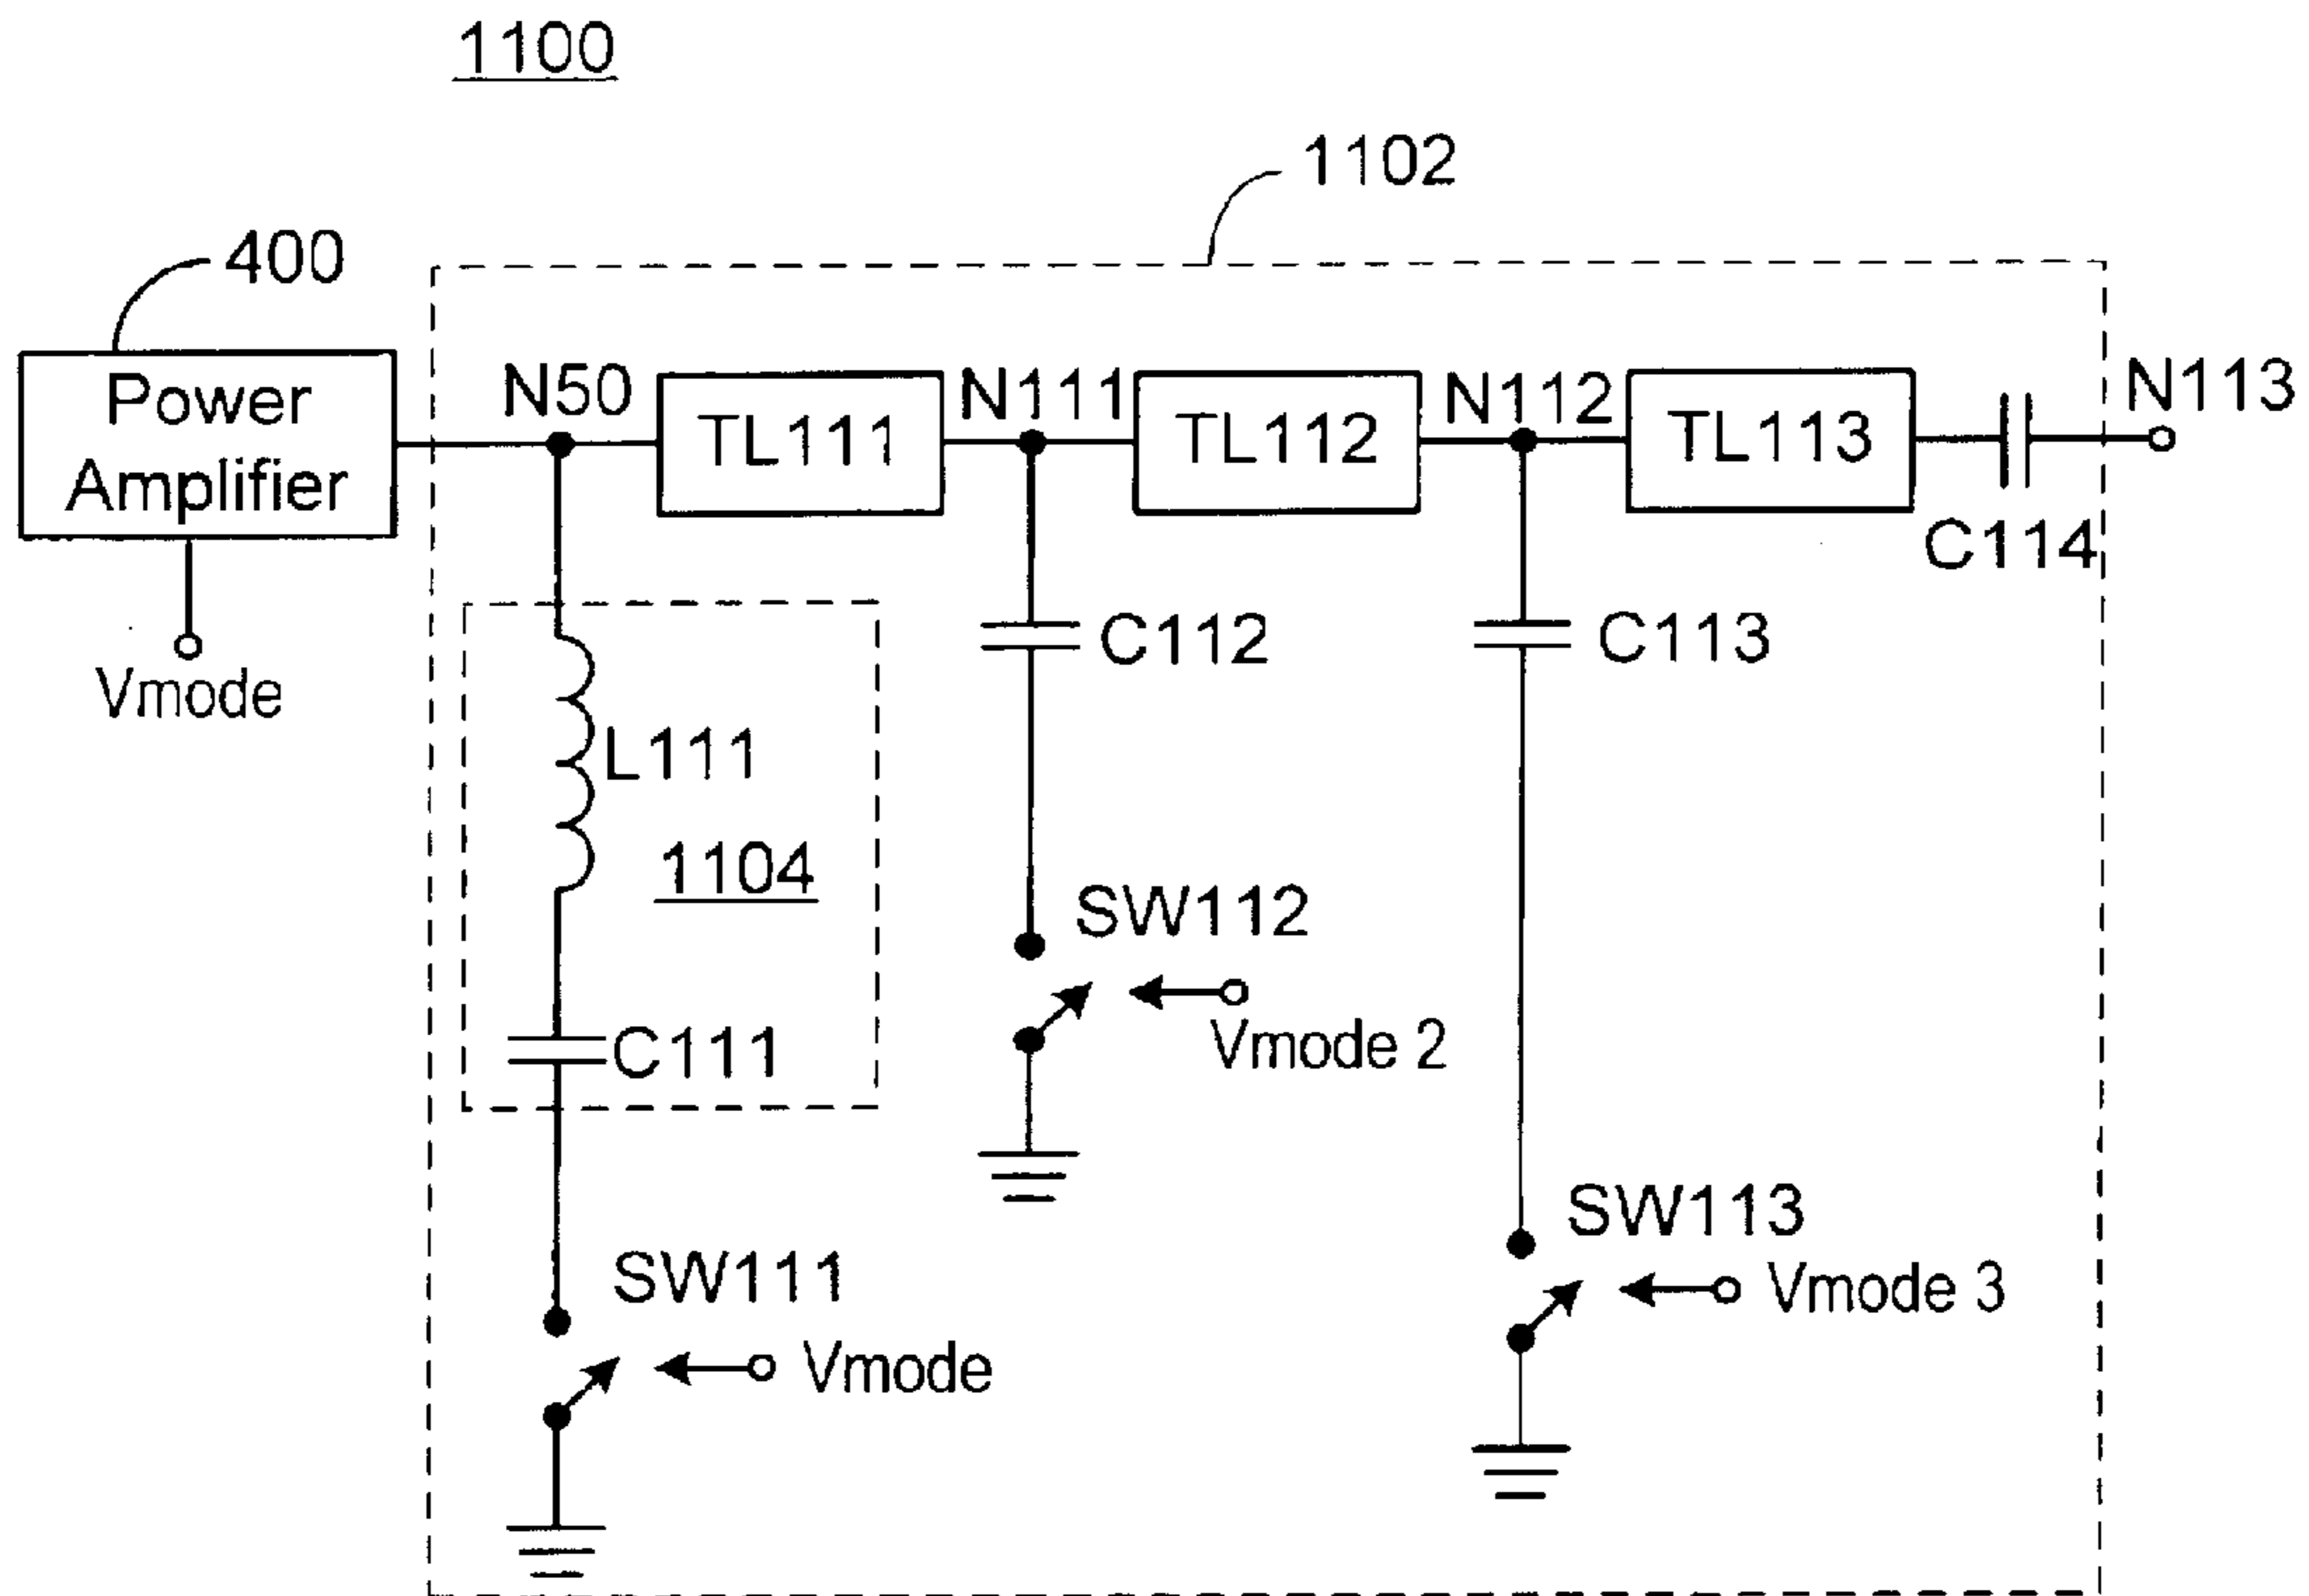 1100
1102
400
Power
Amplifier
N50
TL111
N111
TL112
N112
TL113
N113
C114
Vmode
C112
C113
L111
1104
SW112
Vmode 2
C111
SW113
Vmode 3
SW111
Vmode